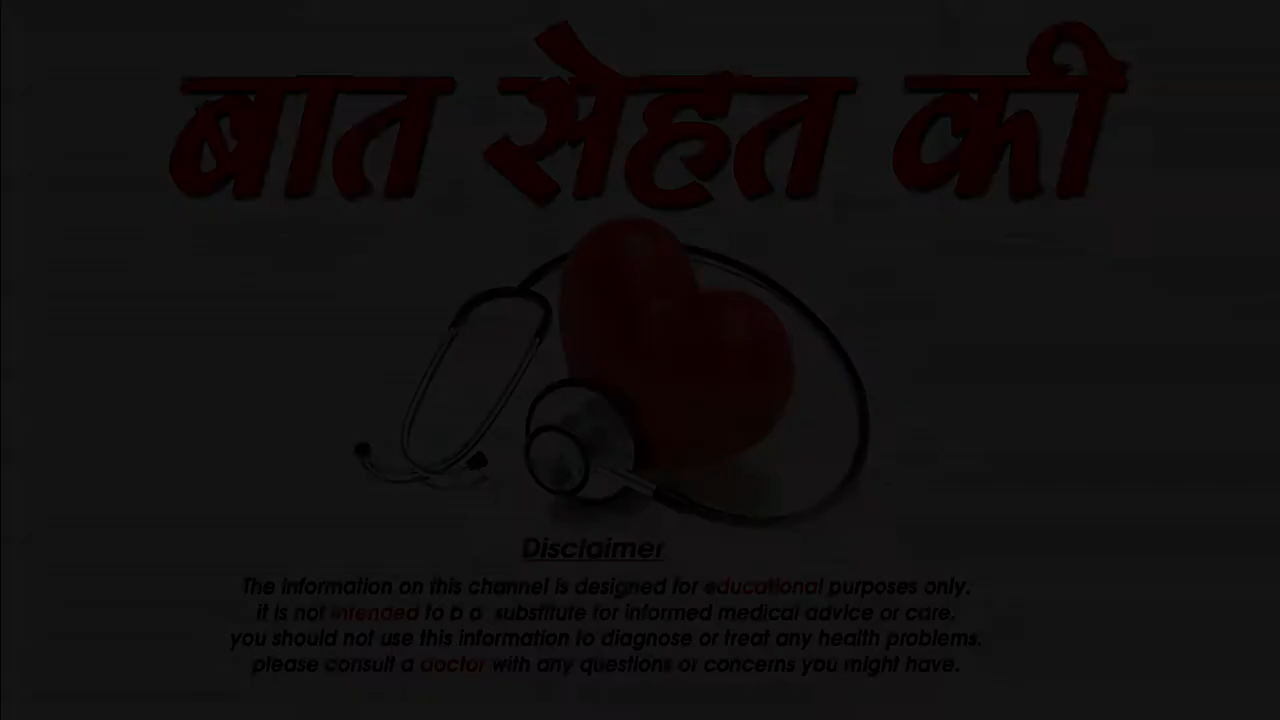 बात सेहत की
Disclaimer
The information on this channel is designed for educational purposes only.
it is not intended to b a substitute for informed medical advice or care.
you should not use this information to diagnose or treat any health problems.
please consult a doctor with any questions or concerns you might have.